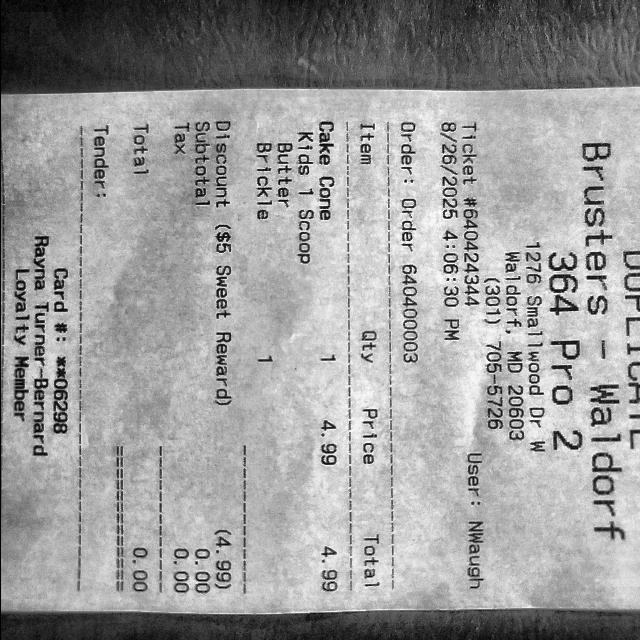 DUPLICATE
Brusters - Waldorf
364 Pro 2
1276 Smallwood Dr W
Waldorf, MD 20603
(301) 705-5726
Ticket #640424344 User: NWaugh
8/26/2025 4:06:30 PM
Order: Order 640400003
Item Qty Price Total
Cake Cone 1 4.99 4.99
Kids 1 Scoop
Butter
Brickle 1
Discount ($5 Sweet Reward) (4.99)
Subtotal 0.00
Tax 0.00
Total 0.00
Tender:
Card #: **06298
Rayna Turner-Bernard
Loyalty Member